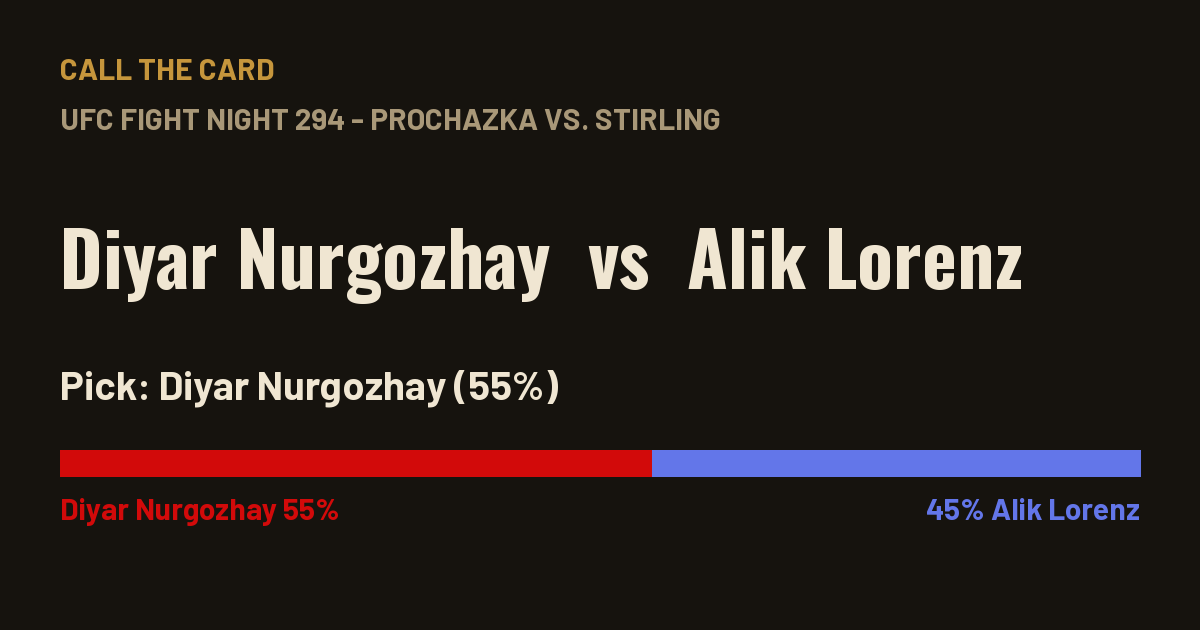 CALL THE CARD
UFC FIGHT NIGHT 294 – PROCHAZKA VS. STIRLING
Diyar Nurgozhay vs Alik Lorenz
Pick: Diyar Nurgozhay (55%)
Diyar Nurgozhay 55%
45% Alik Lorenz